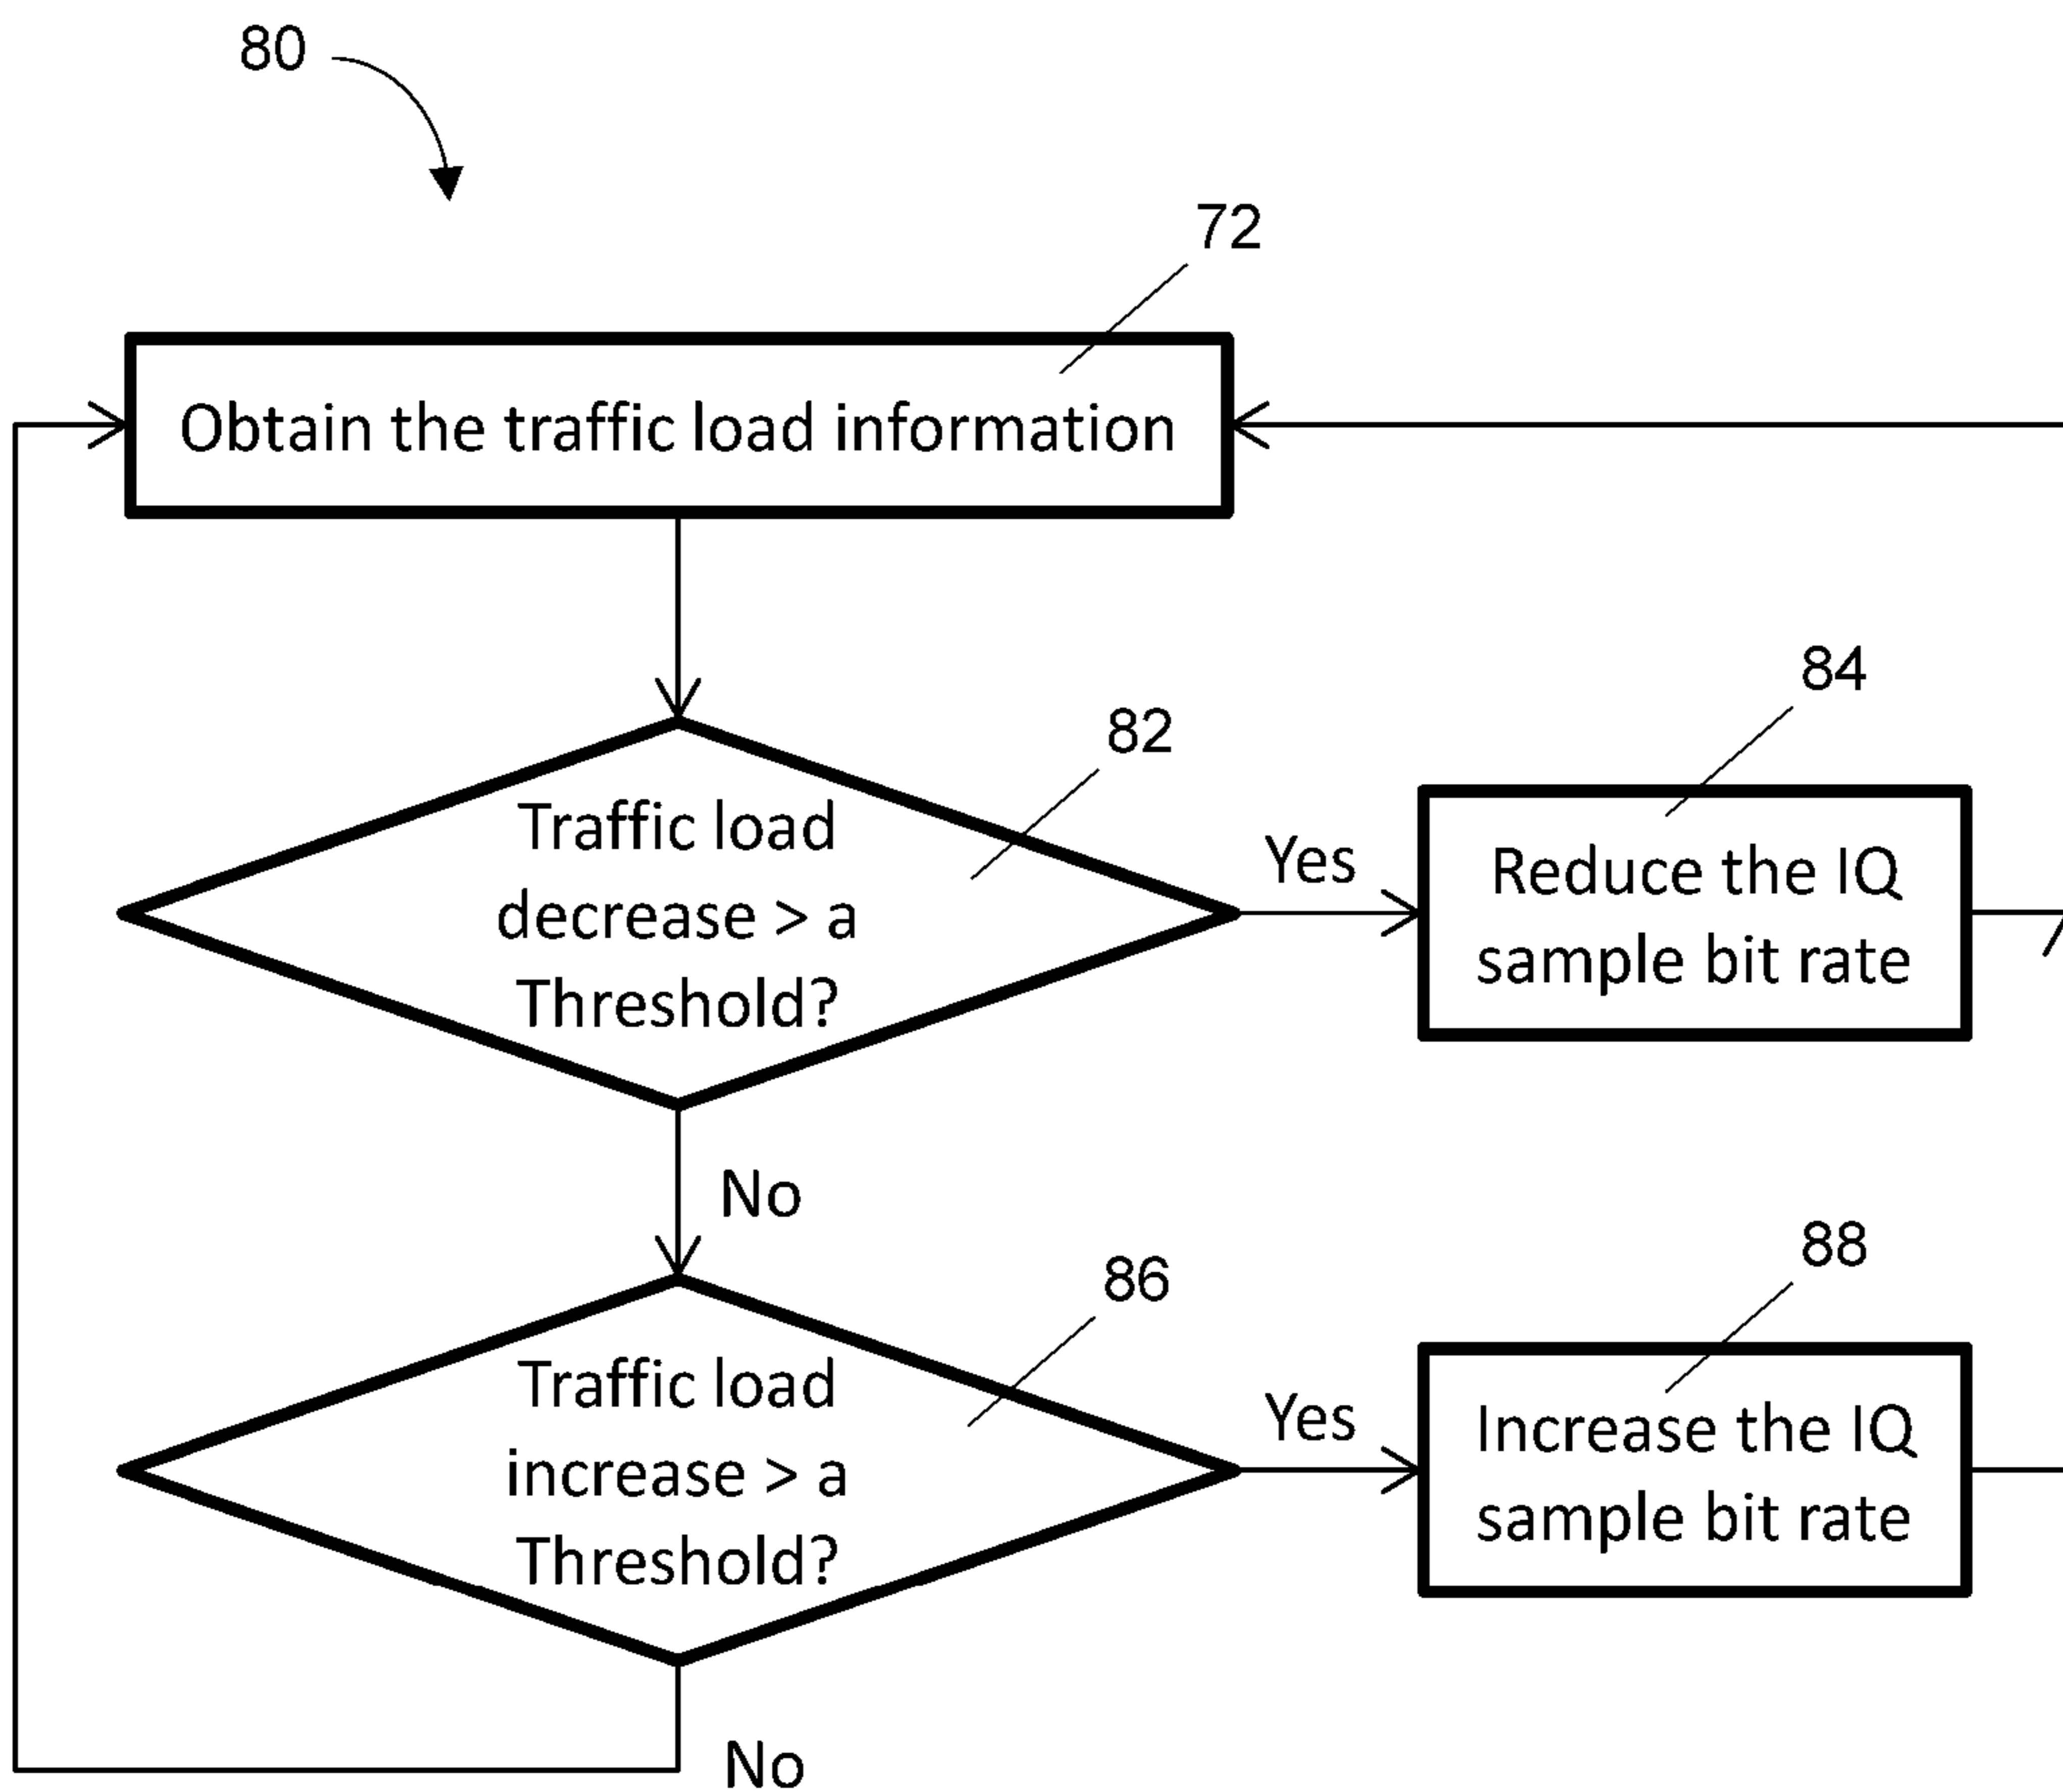 80
72
Obtain the traffic load information
82
Traffic load
decrease > a
Threshold?
Yes
84
Reduce the IQ
sample bit rate
No
86
Traffic load
increase > a
Threshold?
Yes
88
Increase the IQ
sample bit rate
No